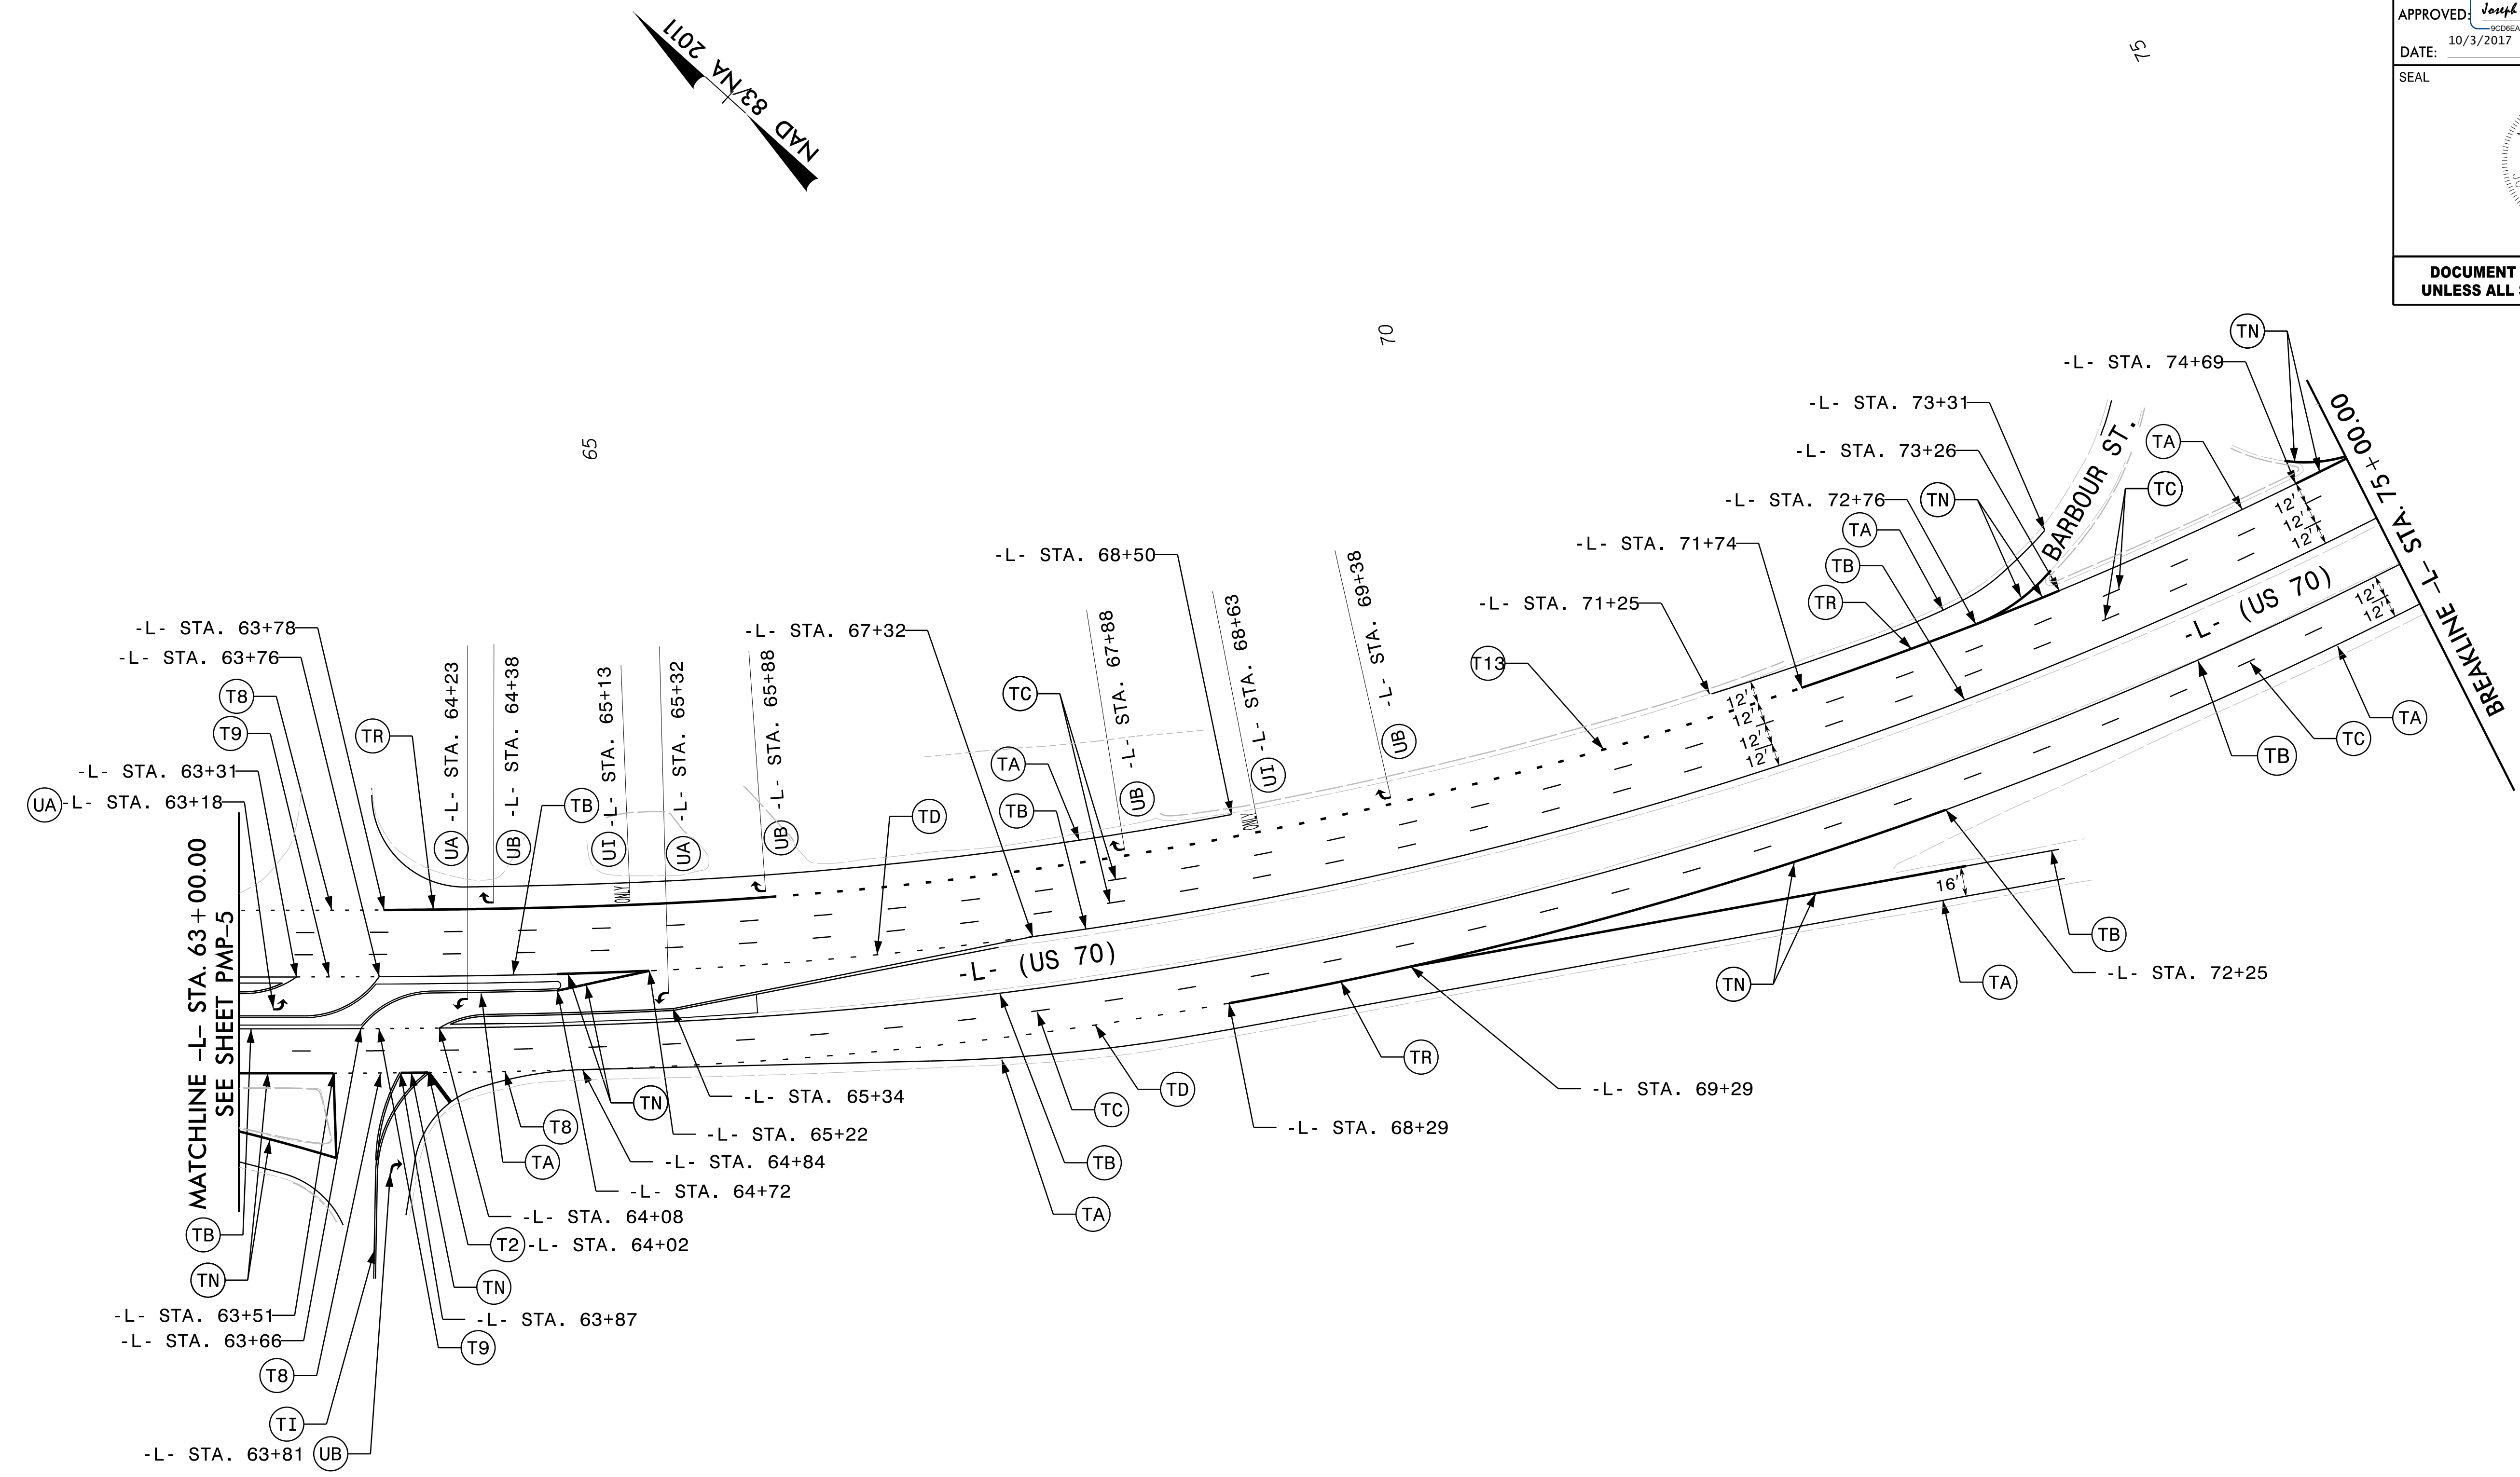 APPROVED: Joseph
9CD6EA
DATE: 10/3/2017
SEAL
DOCUMENT
UNLESS ALL
NAD 83/NA 2011
65
70
75
TN
-L- STA. 74+69
-L- STA. 73+31
-L- STA. 73+26
-L- STA. 72+76
TN
TA
TC
TA
TB
TR
-L- STA. 71+74
-L- STA. 71+25
T13
BARBOUR ST.
12'
12'
12'
-L- (US 70)
12'
12'
BREAKLINE -L- STA. 75+00.00
12'
12'
12'
12'
-L- STA. 68+50
-L- STA. 67+32
TC
TA
TB
TD
UB -L- STA. 67+88
UI -L- STA. 68+63
UB -L- STA. 69+38
ONLY
-L- STA. 63+78
-L- STA. 63+76
T8
T9
TR
-L- STA. 63+31
UA -L- STA. 63+18
UA -L- STA. 64+23
UB -L- STA. 64+38
TB
UI -L- STA. 65+13
UA -L- STA. 65+32
UB -L- STA. 65+88
ONLY
MATCHLINE -L- STA. 63+00.00
SEE SHEET PMP-5
-L- (US 70)
TA
TC
TB
TB
16'
TA
-L- STA. 72+25
TN
TR
-L- STA. 69+29
-L- STA. 68+29
TD
TC
TB
TA
TN
-L- STA. 65+34
T8
-L- STA. 65+22
TA
-L- STA. 64+84
-L- STA. 64+72
-L- STA. 64+08
T2 -L- STA. 64+02
TB
TN
TN
-L- STA. 63+51
-L- STA. 63+87
-L- STA. 63+66
T9
T8
TI
-L- STA. 63+81 UB